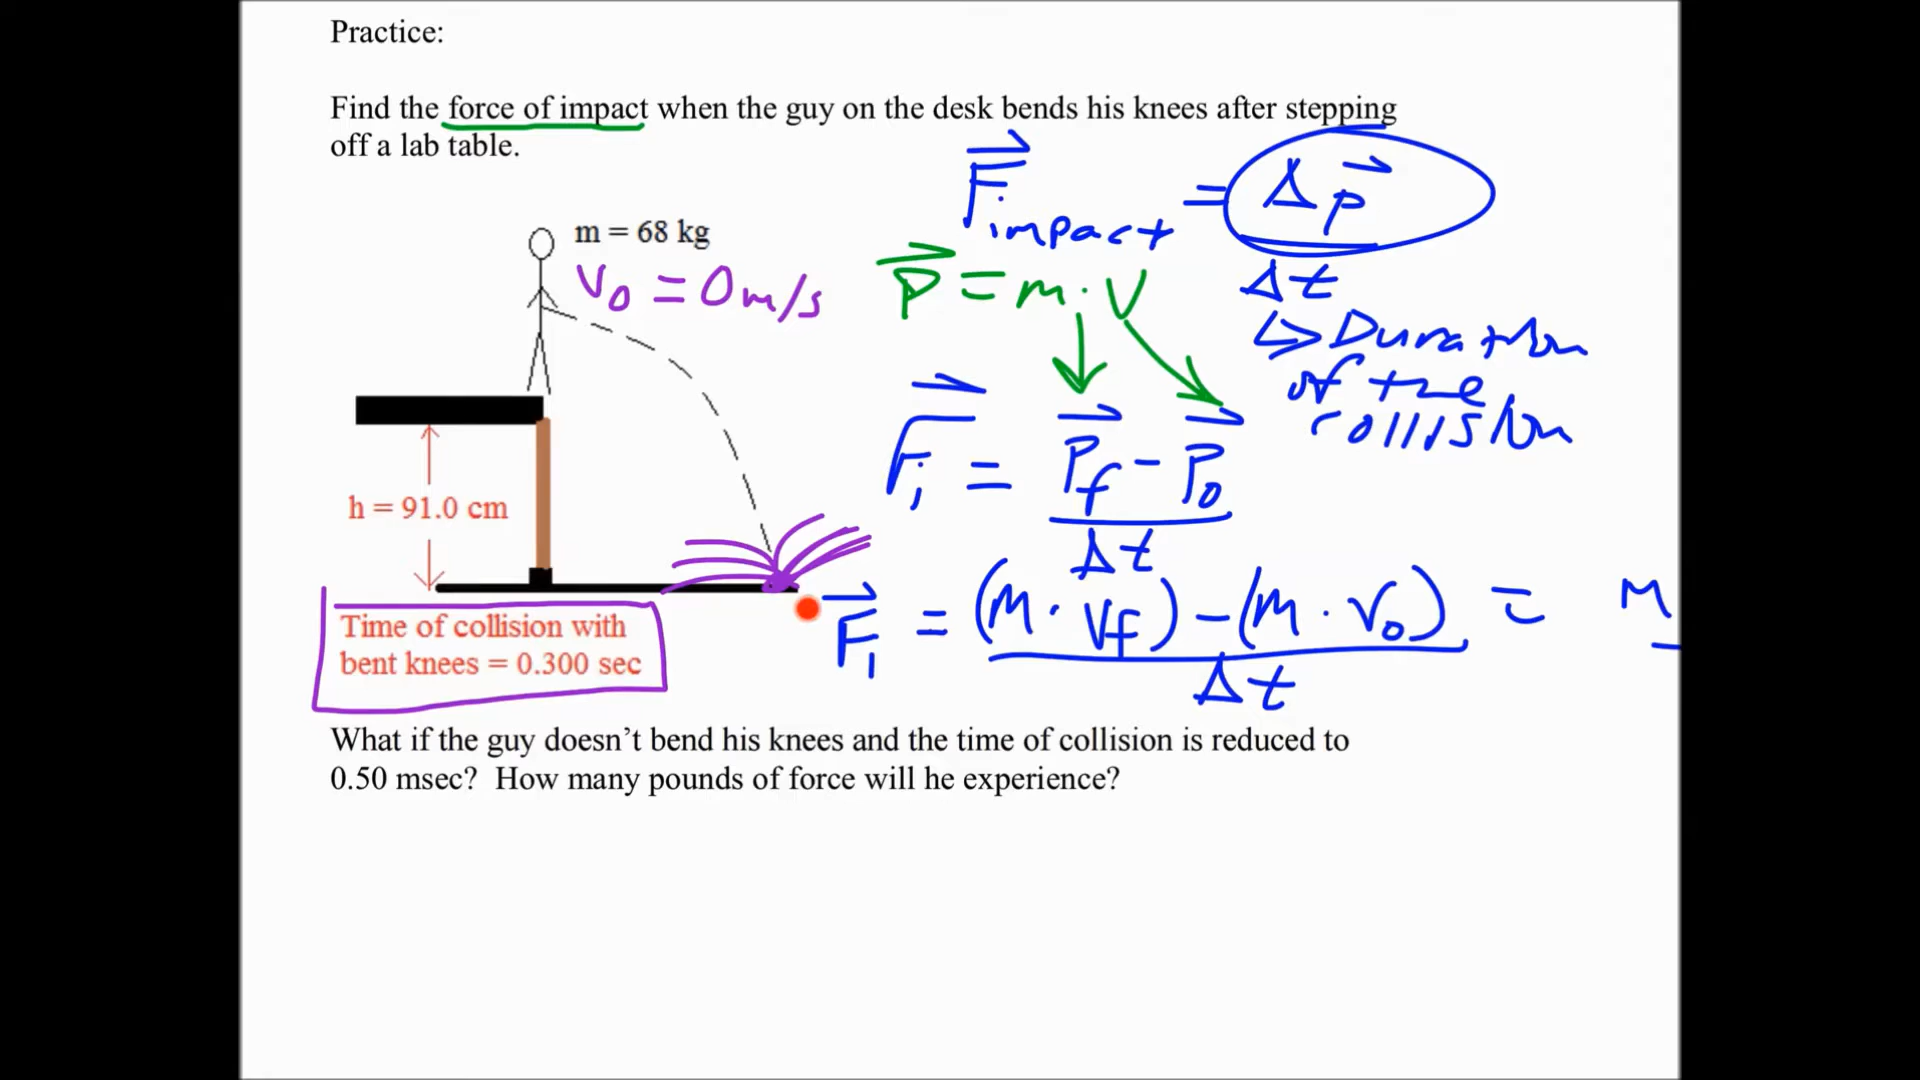 Practice:
Find the force of impact when the guy on the desk bends his knees after stepping
off a lab table.
F impact = Δp
Δt
↳ Duration
of the
collision
m = 68 kg
v₀ = 0 m/s
p = m · v
Fᵢ = Pf - P₀
Δt
h = 91.0 cm
Fᵢ = (m · vf) - (m · v₀) = m
Δt
Time of collision with
bent knees = 0.300 sec
What if the guy doesn’t bend his knees and the time of collision is reduced to
0.50 msec? How many pounds of force will he experience?